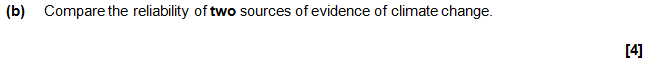 (b) Compare the reliability of two sources of evidence of climate change.
[4]